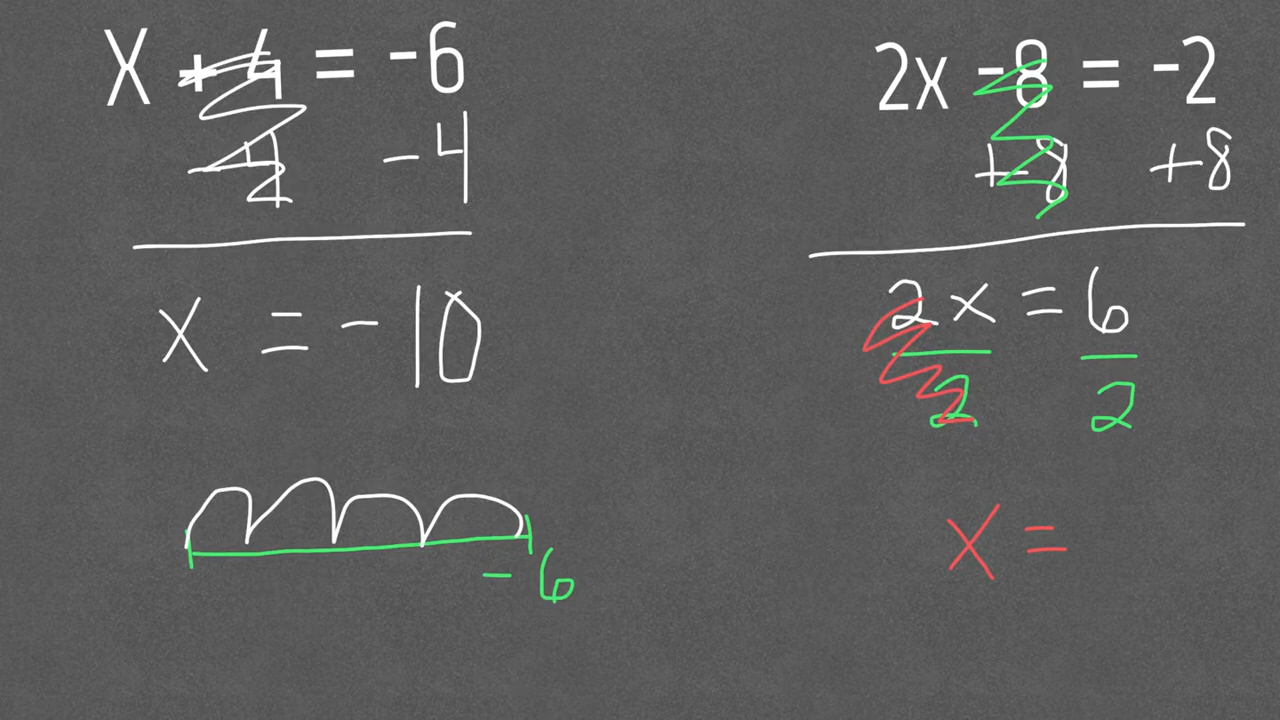 x + 4 = -6
- 4 - 4
x = - 10
- 6
2x - 8 = -2
+ 8 + 8
2x = 6
2 2
x =